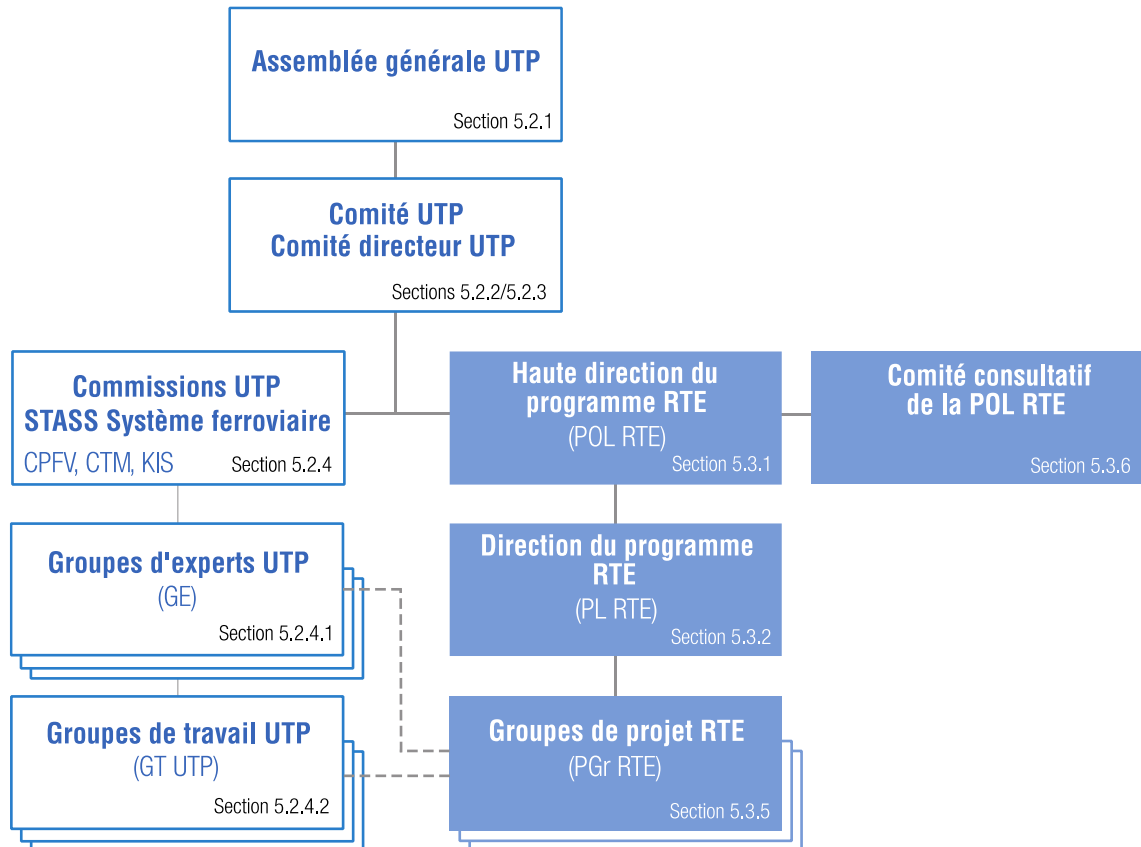 Assemblée générale UTP
Section 5.2.1
Comité UTP
Comité directeur UTP
Sections 5.2.2/5.2.3
Commissions UTP
STASS Système ferroviaire
CPFV, CTM, KIS
Section 5.2.4
Haute direction du
programme RTE
(POL RTE)
Section 5.3.1
Comité consultatif
de la POL RTE
Section 5.3.6
Groupes d'experts UTP
(GE)
Section 5.2.4.1
Direction du programme
RTE
(PL RTE)
Section 5.3.2
Groupes de travail UTP
(GT UTP)
Section 5.2.4.2
Groupes de projet RTE
(PGr RTE)
Section 5.3.5